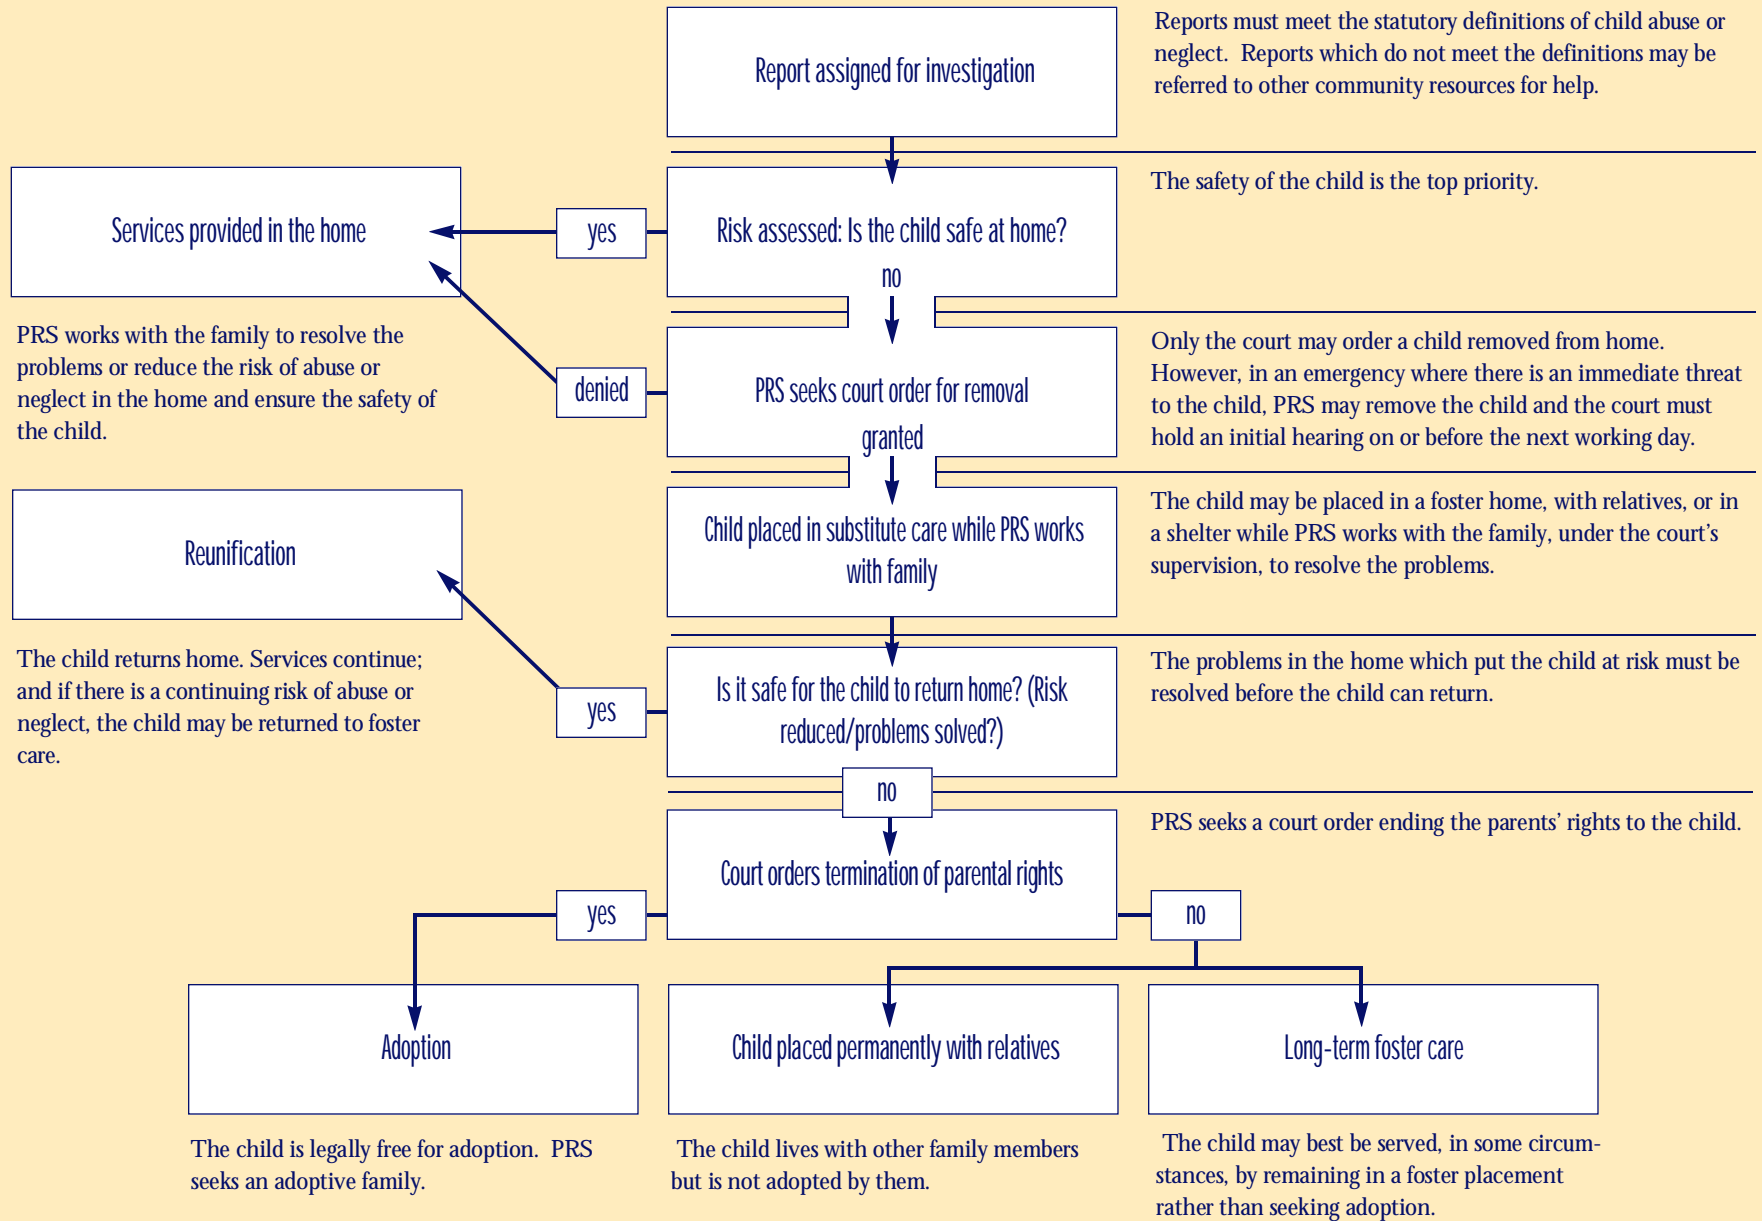 Report assigned for investigation
Reports must meet the statutory definitions of child abuse or
neglect.  Reports which do not meet the definitions may be
referred to other community resources for help.
Services provided in the home
yes
Risk assessed: Is the child safe at home?
no
The safety of the child is the top priority.
PRS works with the family to resolve the
problems or reduce the risk of abuse or
neglect in the home and ensure the safety of
the child.
denied
PRS seeks court order for removal
granted
Only the court may order a child removed from home.
However, in an emergency where there is an immediate threat
to the child, PRS may remove the child and the court must
hold an initial hearing on or before the next working day.
Reunification
Child placed in substitute care while PRS works
with family
The child may be placed in a foster home, with relatives, or in
a shelter while PRS works with the family, under the court's
supervision, to resolve the problems.
The child returns home. Services continue;
and if there is a continuing risk of abuse or
neglect, the child may be returned to foster
care.
yes
Is it safe for the child to return home? (Risk
reduced/problems solved?)
no
The problems in the home which put the child at risk must be
resolved before the child can return.
PRS seeks a court order ending the parents' rights to the child.
Court orders termination of parental rights
yes
no
Adoption
Child placed permanently with relatives
Long-term foster care
The child is legally free for adoption.  PRS
seeks an adoptive family.
The child lives with other family members
but is not adopted by them.
The child may best be served, in some circum-
stances, by remaining in a foster placement
rather than seeking adoption.